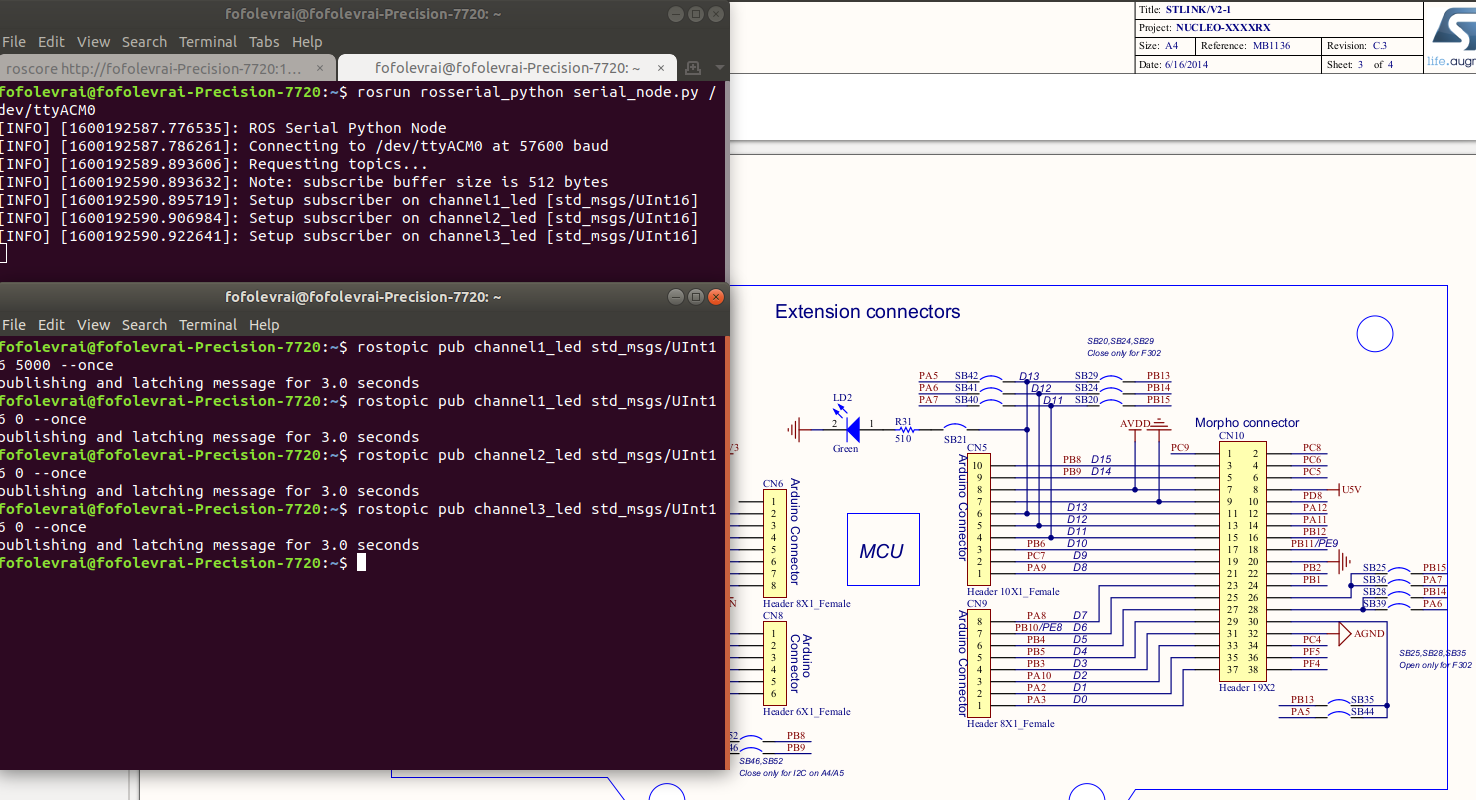 fofolevrai@fofolevrai-Precision-7720: ~
File Edit View Search Terminal Tabs Help
roscore http://fofolevrai-Precision-7720:1... ×
fofolevrai@fofolevrai-Precision-7720: ~ ×
fofolevrai@fofolevrai-Precision-7720:~$ rosrun rosserial_python serial_node.py /
dev/ttyACM0
[INFO] [1600192587.776535]: ROS Serial Python Node
[INFO] [1600192587.786261]: Connecting to /dev/ttyACM0 at 57600 baud
[INFO] [1600192589.893606]: Requesting topics...
[INFO] [1600192590.893632]: Note: subscribe buffer size is 512 bytes
[INFO] [1600192590.895719]: Setup subscriber on channel1_led [std_msgs/UInt16]
[INFO] [1600192590.906984]: Setup subscriber on channel2_led [std_msgs/UInt16]
[INFO] [1600192590.922641]: Setup subscriber on channel3_led [std_msgs/UInt16]
fofolevrai@fofolevrai-Precision-7720: ~
File Edit View Search Terminal Help
fofolevrai@fofolevrai-Precision-7720:~$ rostopic pub channel1_led std_msgs/UInt1
6 5000 --once
publishing and latching message for 3.0 seconds
fofolevrai@fofolevrai-Precision-7720:~$ rostopic pub channel1_led std_msgs/UInt1
6 0 --once
publishing and latching message for 3.0 seconds
fofolevrai@fofolevrai-Precision-7720:~$ rostopic pub channel2_led std_msgs/UInt1
6 0 --once
publishing and latching message for 3.0 seconds
fofolevrai@fofolevrai-Precision-7720:~$ rostopic pub channel3_led std_msgs/UInt1
6 0 --once
publishing and latching message for 3.0 seconds
fofolevrai@fofolevrai-Precision-7720:~$
Title: STLINK/V2-1
Project: NUCLEO-XXXXRX
Size: A4 Reference: MB1136 Revision: C.3
Date: 6/16/2014 Sheet: 3 of 4
life.augm
Extension connectors
SB20,SB24,SB29
Close only for F302
PA5 SB42 D13 SB29 PB13
PA6 SB41 D12 SB24 PB14
PA7 SB40 D11 SB20 PB15
LD2
2 1
Green
R31
510
SB21
AVDD
V3
CN6
1
2
3
4
5
6
7
8
Arduino Connector
Header 8X1_Female
N
CN8
1
2
3
4
5
6
Arduino
Connector
Header 6X1_Female
MCU
CN5
Arduino Connector
10 PB8 D15
9 PB9 D14
8
7
6 D13
5 D12
4 D11
3 PB6 D10
2 PC7 D9
1 PA9 D8
Header 10X1_Female
CN9
Arduino Connector
8 PA8 D7
7 PB10/PE8 D6
6 PB4 D5
5 PB5 D4
4 PB3 D3
3 PA10 D2
2 PA2 D1
1 PA3 D0
Header 8X1_Female
Morpho connector
CN10
PC9 1 2 PC8
3 4 PC6
5 6 PC5
7 8 U5V
9 10 PD8
11 12 PA12
13 14 PA11
15 16 PB12
17 18 PB11/PE9
19 20
21 22 PB2
23 24 PB1
25 26
27 28
29 30
31 32 AGND
33 34 PC4
35 36 PF5
37 38 PF4
Header 19X2
SB25 PB15
SB36 PA7
SB28 PB14
SB39 PA6
SB25,SB28,SB35
Open only for F302
PB13 SB35
PA5 SB44
52 PB8
46 PB9
SB46,SB52
Close only for I2C on A4/A5